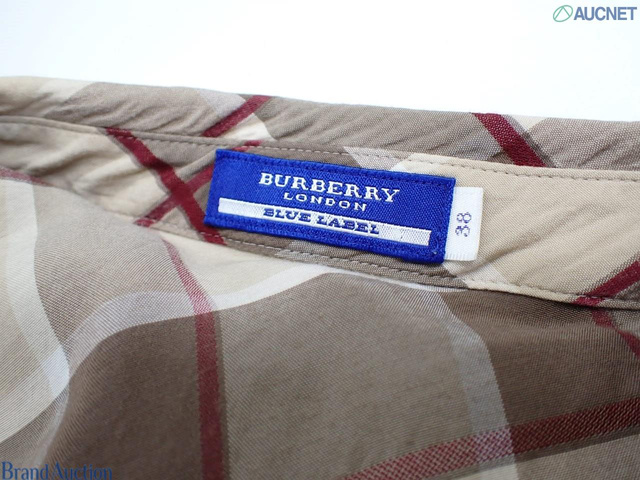 AUCNET
BURBERRY
LONDON
BLUE LABEL
38
Brand Auction